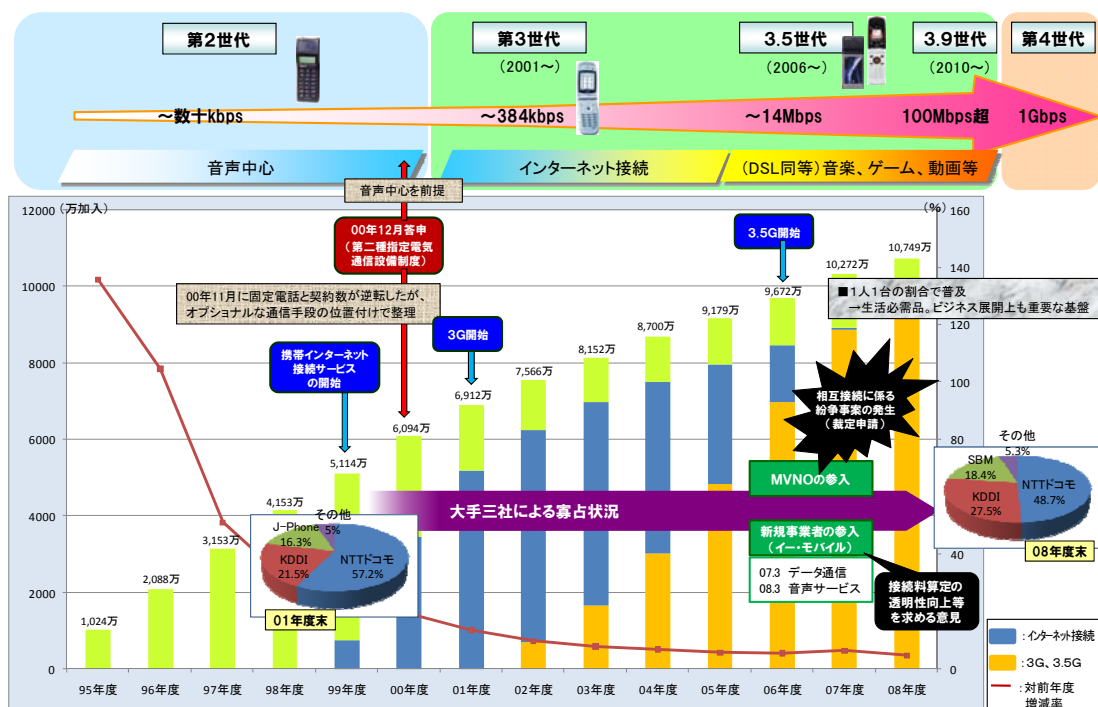 第2世代
第3世代
(2001～)
3.5世代
(2006～)
3.9世代
(2010～)
第4世代
～数十kbps
～384kbps
～14Mbps
100Mbps超
1Gbps
音声中心
インターネット接続
(DSL同等)音楽、ゲーム、動画等
音声中心を前提
(万加入)
(%)
00年12月答申
(第二種指定電気
通信設備制度)
00年11月に固定電話と契約数が逆転したが、
オプショナルな通信手段の位置付けで整理
携帯インターネット
接続サービス
の開始
3G開始
3.5G開始
■1人1台の割合で普及
→生活必需品。ビジネス展開上も重要な基盤
相互接続に係る
紛争事案の発生
(裁定申請)
MVNOの参入
大手三社による寡占状況
新規事業者の参入
(イー・モバイル)
07.3 データ通信
08.3 音声サービス
接続料算定の
透明性向上等
を求める意見
12000
10000
8000
6000
4000
2000
0
160
140
120
100
80
40
0
1,024万
2,088万
3,153万
4,153万
5,114万
6,094万
6,912万
7,566万
8,152万
8,700万
9,179万
9,672万
10,272万
10,749万
その他
5%
J-Phone
16.3%
KDDI
21.5%
NTTドコモ
57.2%
01年度末
その他
5.3%
SBM
18.4%
KDDI
27.5%
NTTドコモ
48.7%
08年度末
95年度
96年度
97年度
98年度
99年度
00年度
01年度
02年度
03年度
04年度
05年度
06年度
07年度
08年度
:インターネット接続
:3G、3.5G
:対前年度
増減率